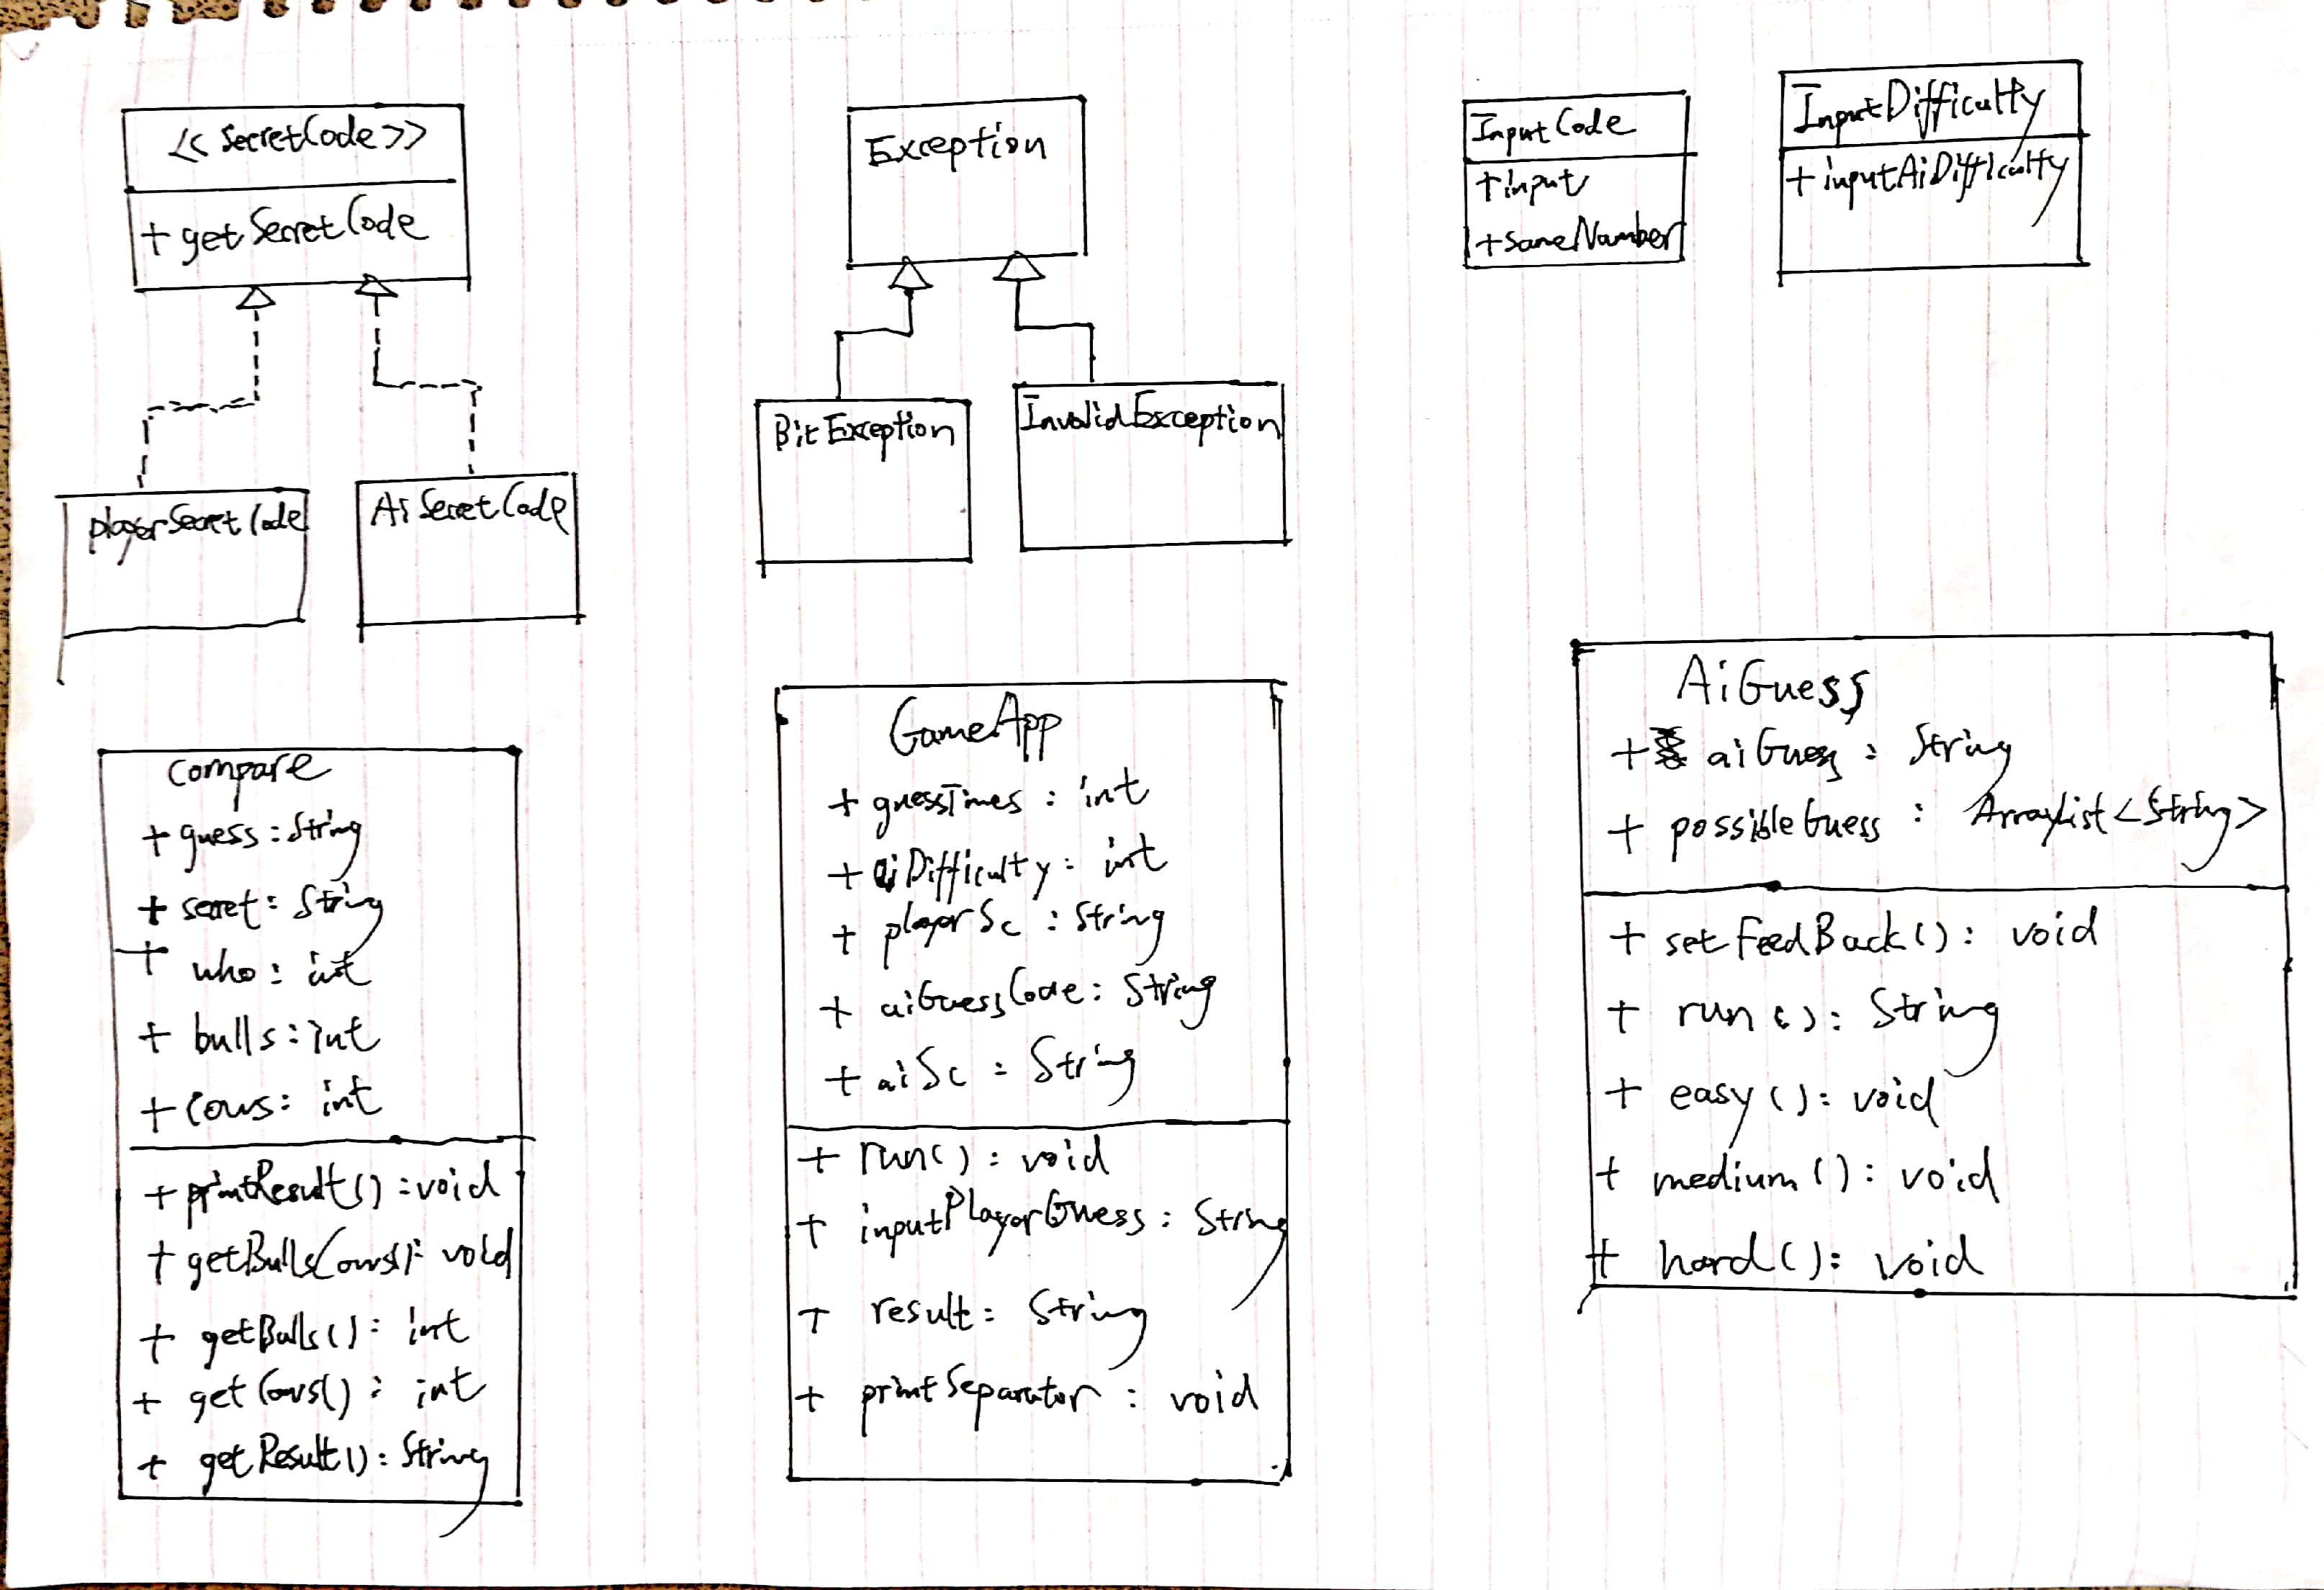 << SecretCode >>
+ getSecretCode
playorSecretCode
Ai SecretCode
Exception
BitException
InvalidException
InputCode
+input
+sameNumber
InputDifficulty
+inputAiDifficulty
compare
+ guess : String
+ secret : String
+ who : int
+ bulls : int
+ cows : int
+ printResult() : void
+ getBullsCows() : void
+ getBulls() : int
+ getCows() : int
+ getResult() : String
GameApp
+ guessTimes : int
+ aiDifficulty : int
+ playorSc : String
+ aiGuessCode : String
+ aiSc : String
+ run() : void
+ inputPlayorGuess : String
+ result : String
+ printSeparator : void
AiGuess
+ aiGuess : String
+ possibleGuess : ArrayList <String>
+ setFeedBack() : void
+ run() : String
+ easy() : void
+ medium() : void
+ hard() : void